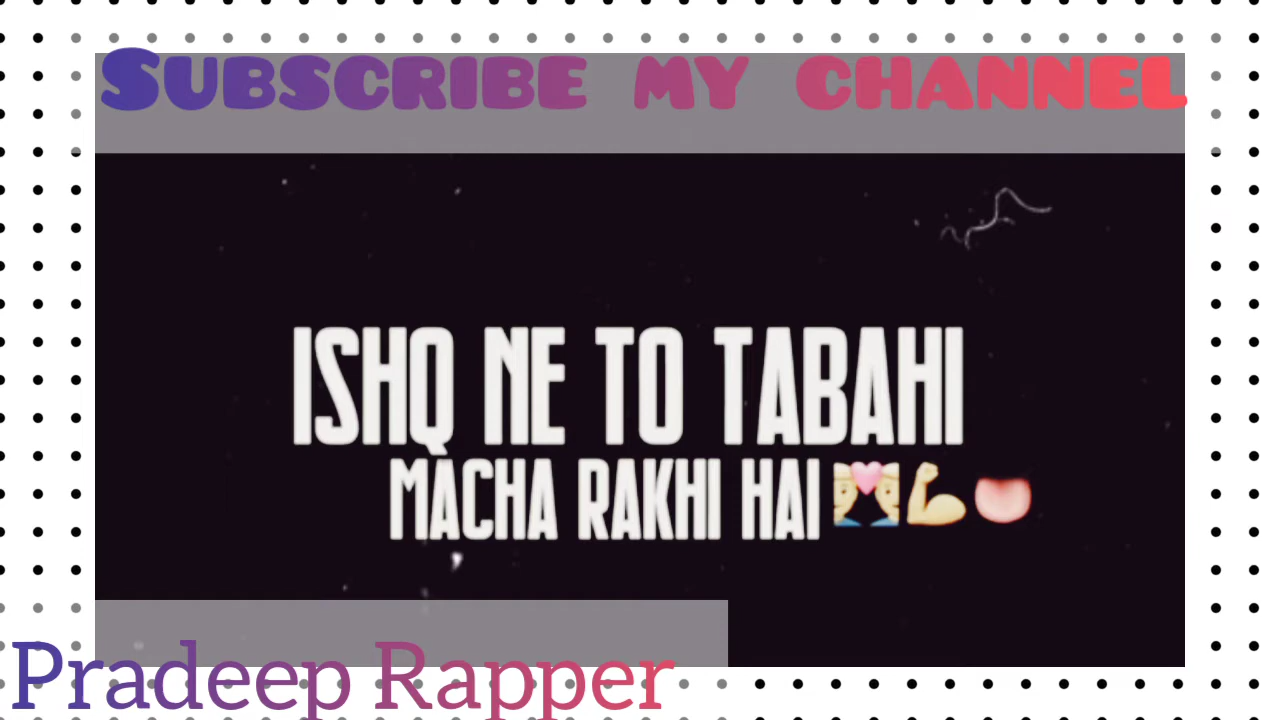 Subscribe my channel
ISHQ NE TO TABAHI
MACHA RAKHI HAI
Pradeep Rapper